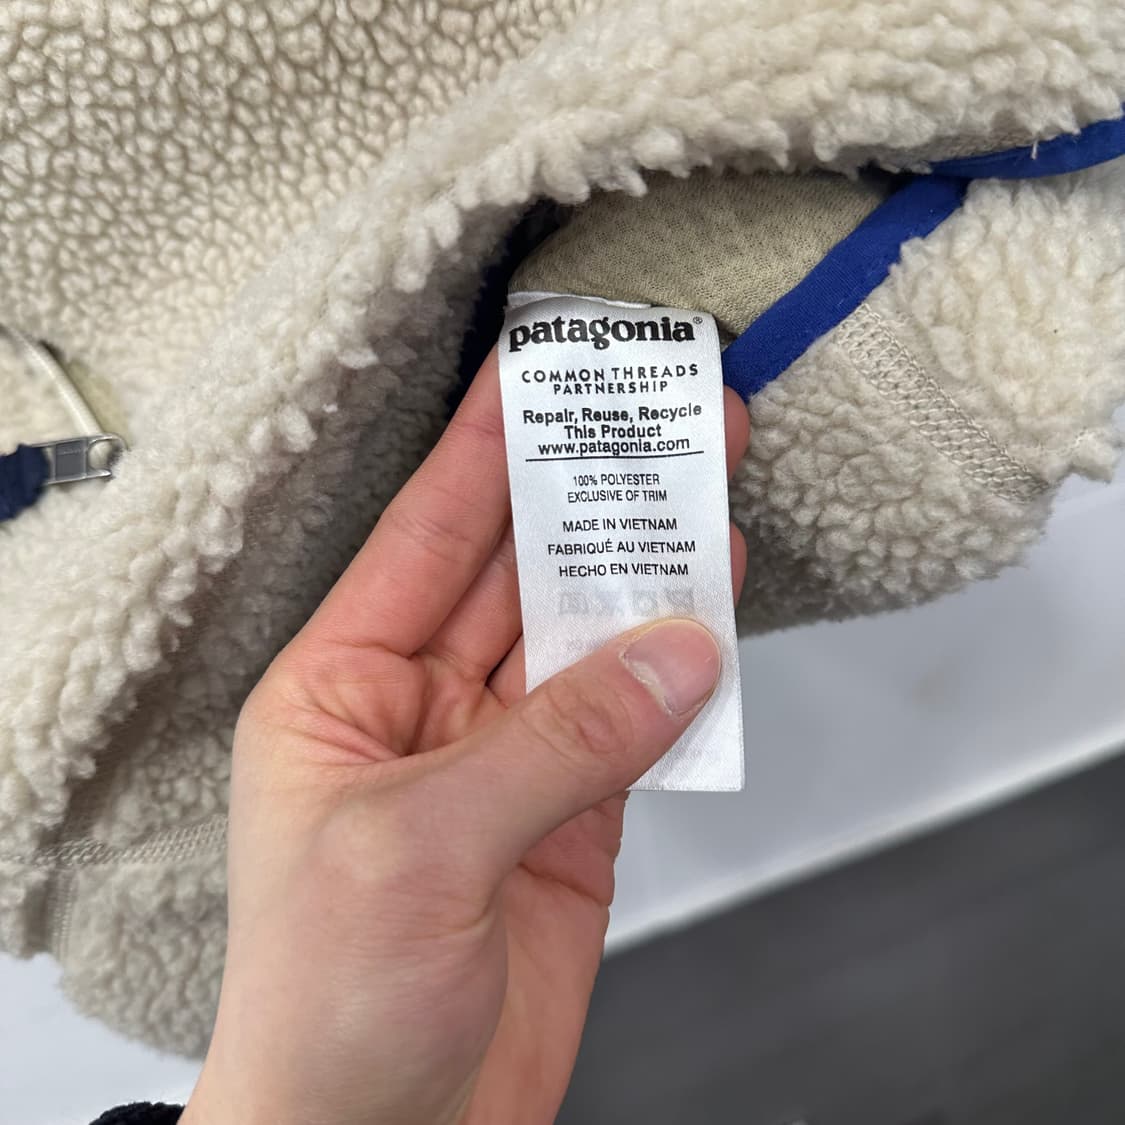 patagonia®
COMMON THREADS
PARTNERSHIP
Repair, Reuse, Recycle
This Product
www.patagonia.com
100% POLYESTER
EXCLUSIVE OF TRIM
MADE IN VIETNAM
FABRIQUÉ AU VIETNAM
HECHO EN VIETNAM